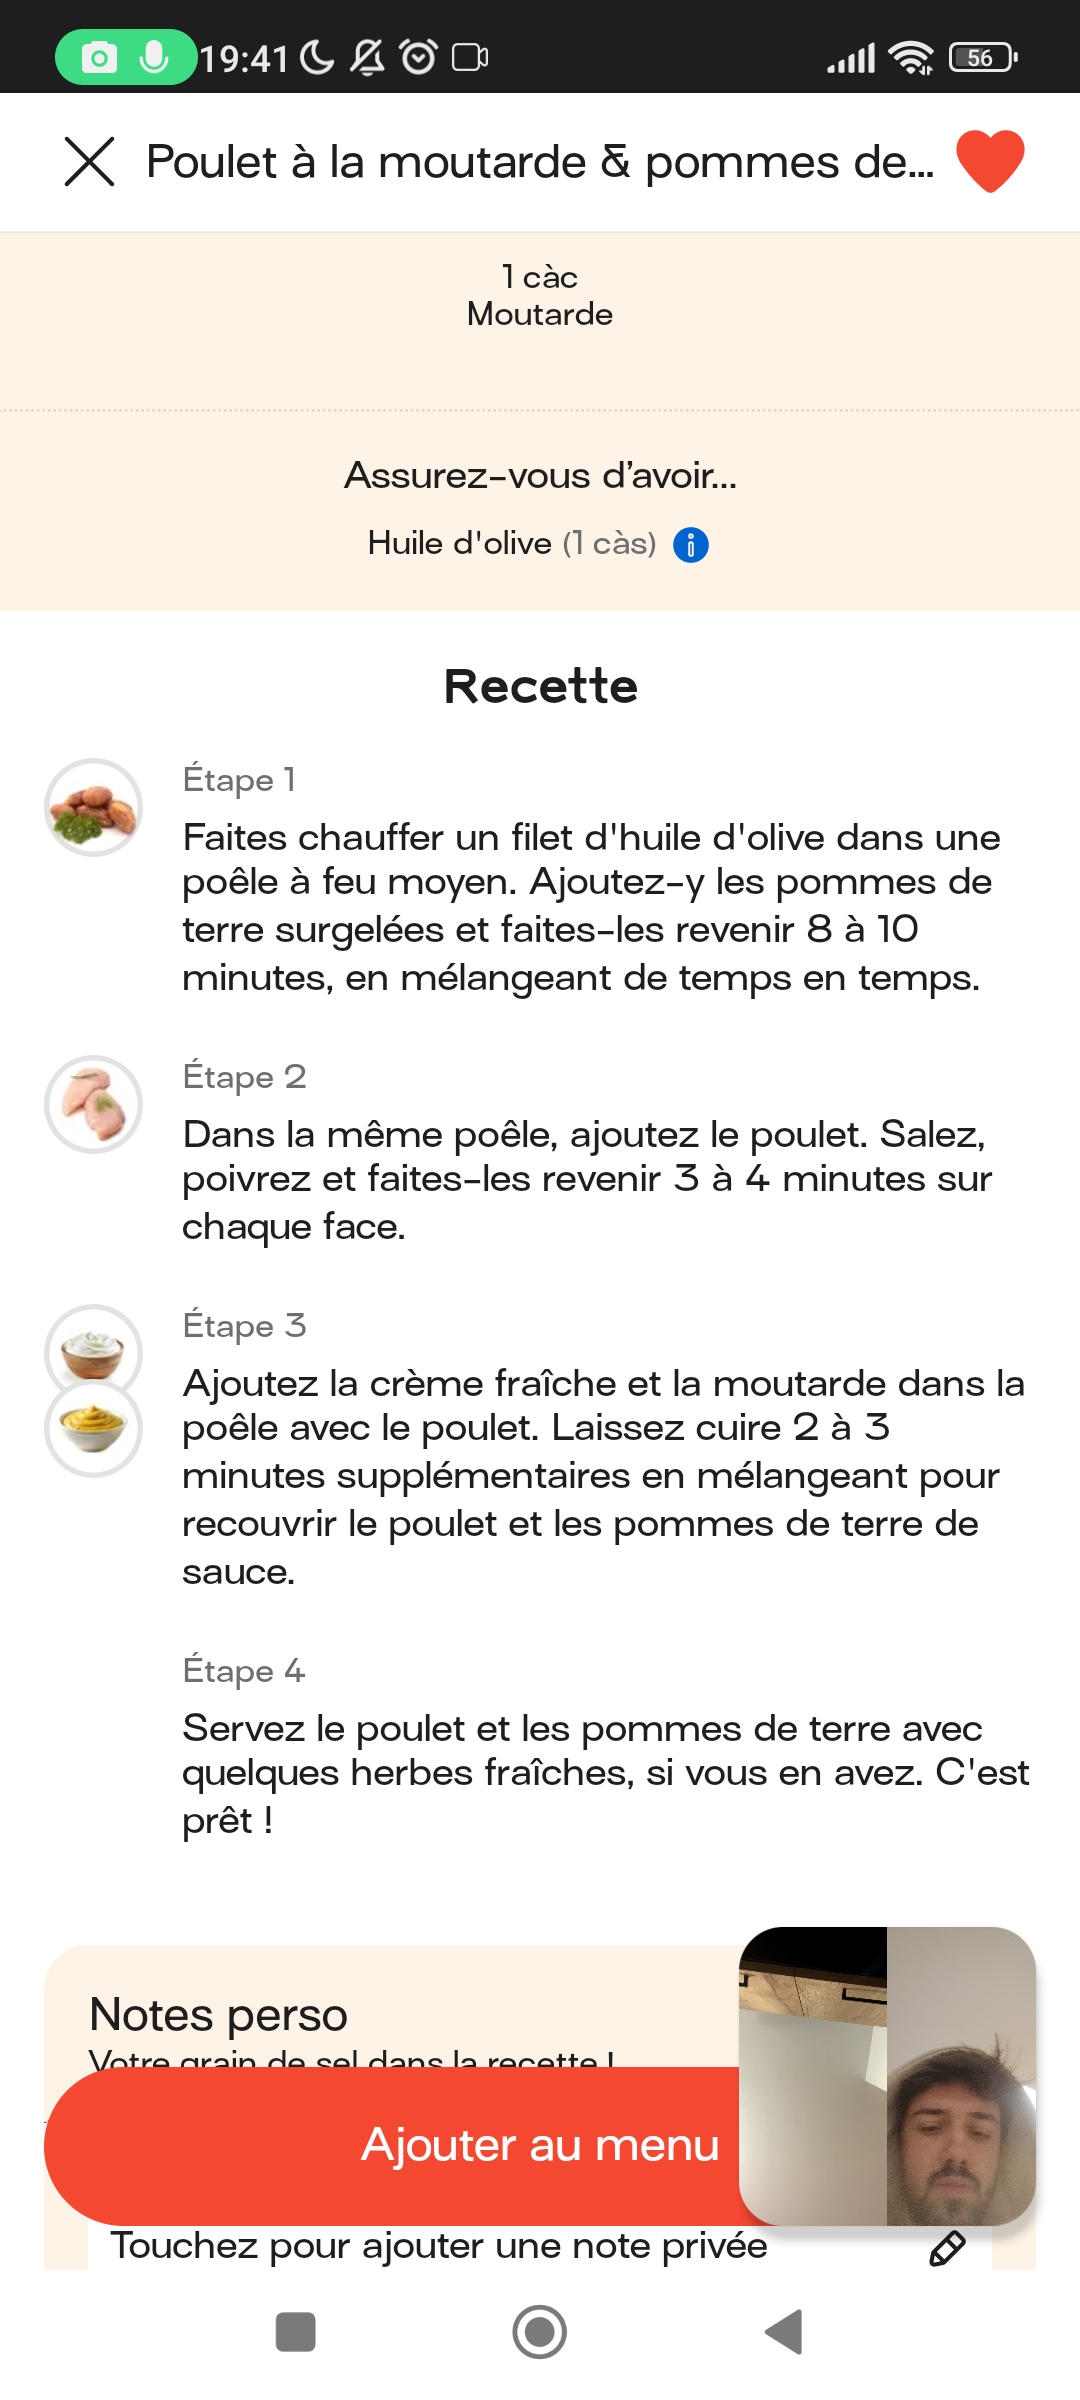 19:41
56
Poulet à la moutarde & pommes de...
1 càc
Moutarde
Assurez-vous d'avoir...
Huile d'olive (1 càs)
Recette
Étape 1
Faites chauffer un filet d'huile d'olive dans une
poêle à feu moyen. Ajoutez-y les pommes de
terre surgelées et faites-les revenir 8 à 10
minutes, en mélangeant de temps en temps.
Étape 2
Dans la même poêle, ajoutez le poulet. Salez,
poivrez et faites-les revenir 3 à 4 minutes sur
chaque face.
Étape 3
Ajoutez la crème fraîche et la moutarde dans la
poêle avec le poulet. Laissez cuire 2 à 3
minutes supplémentaires en mélangeant pour
recouvrir le poulet et les pommes de terre de
sauce.
Étape 4
Servez le poulet et les pommes de terre avec
quelques herbes fraîches, si vous en avez. C'est
prêt !
Notes perso
Votre grain de sel dans la recette !
Ajouter au menu
Touchez pour ajouter une note privée